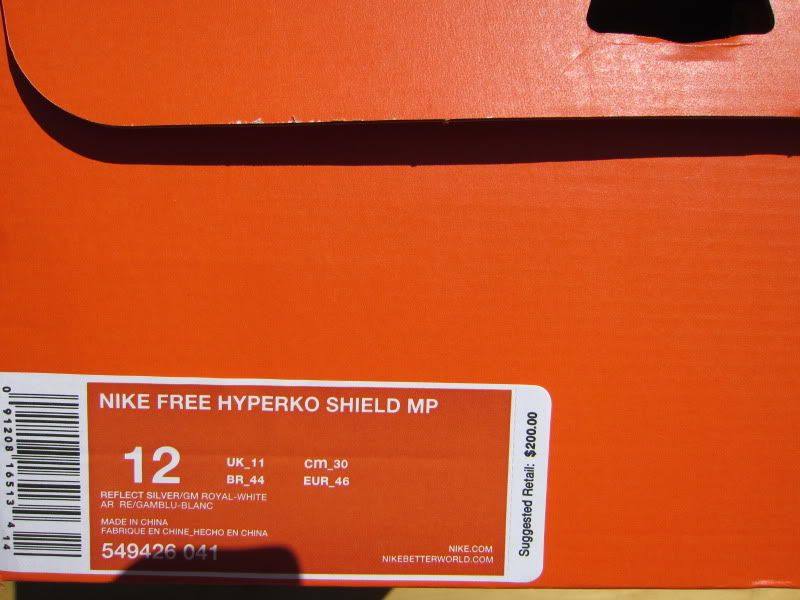 NIKE FREE HYPERKO SHIELD MP
12
UK_11 cm_30
BR_44 EUR_46
REFLECT SILVER/GM ROYAL-WHITE
AR RE/GAMBLU-BLANC
MADE IN CHINA
FABRIQUE EN CHINE_HECHO EN CHINA
549426 041
NIKE.COM
NIKEBETTERWORLD.COM
Suggested Retail: $200.00
0 91208 16513 4 14